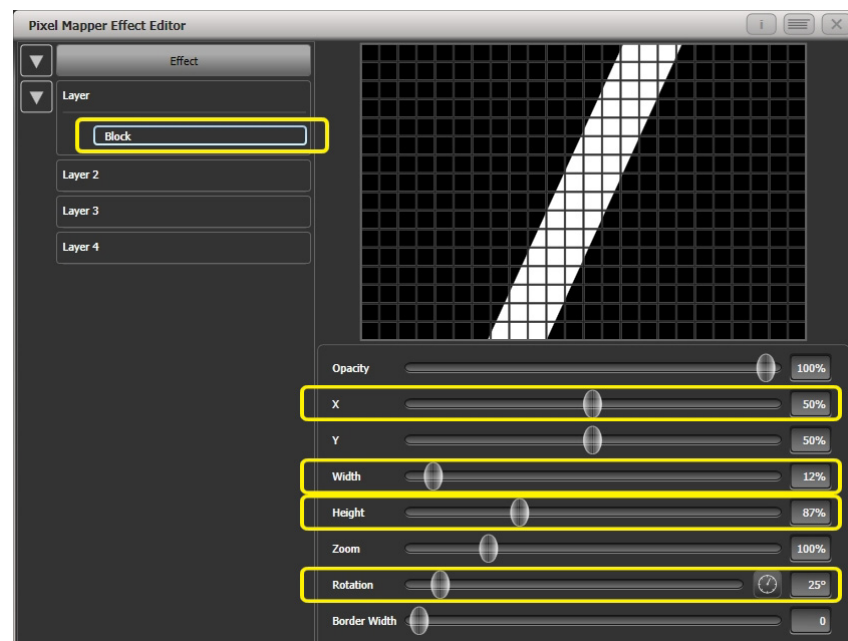 Pixel Mapper Effect Editor
i
Effect
Layer
Block
Layer 2
Layer 3
Layer 4
Opacity 100%
X 50%
Y 50%
Width 12%
Height 87%
Zoom 100%
Rotation 25°
Border Width 0